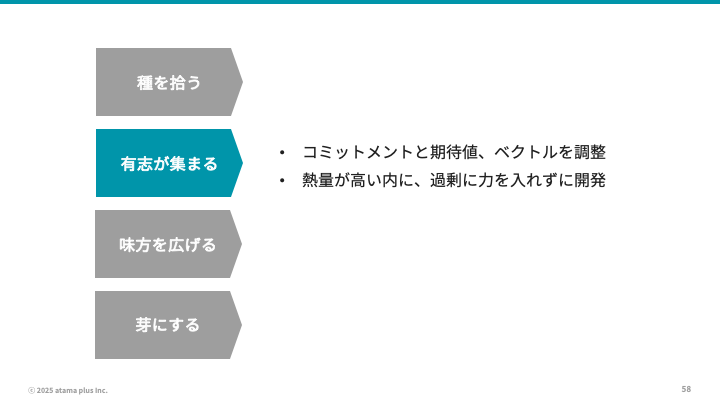 種を拾う
有志が集まる
• コミットメントと期待値、ベクトルを調整
• 熱量が高い内に、過剰に力を入れずに開発
味方を広げる
芽にする
ⓒ 2025 atama plus Inc.
58